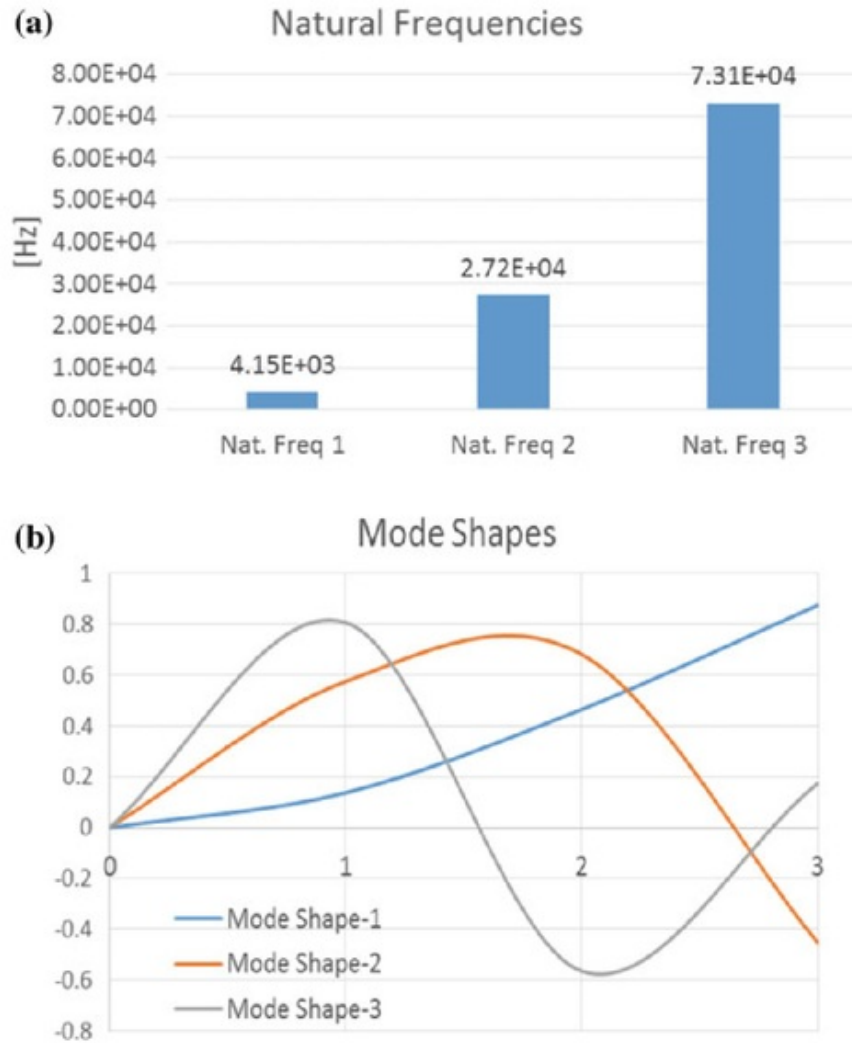 (a) Natural Frequencies
8.00E+04
7.31E+04
7.00E+04
6.00E+04
5.00E+04
[Hz]
4.00E+04
2.72E+04
3.00E+04
2.00E+04
4.15E+03
1.00E+04
0.00E+00
Nat. Freq 1 Nat. Freq 2 Nat. Freq 3
(b) Mode Shapes
1
0.8
0.6
0.4
0.2
0
0 1 2 3
-0.2
Mode Shape-1
-0.4
Mode Shape-2
-0.6
Mode Shape-3
-0.8